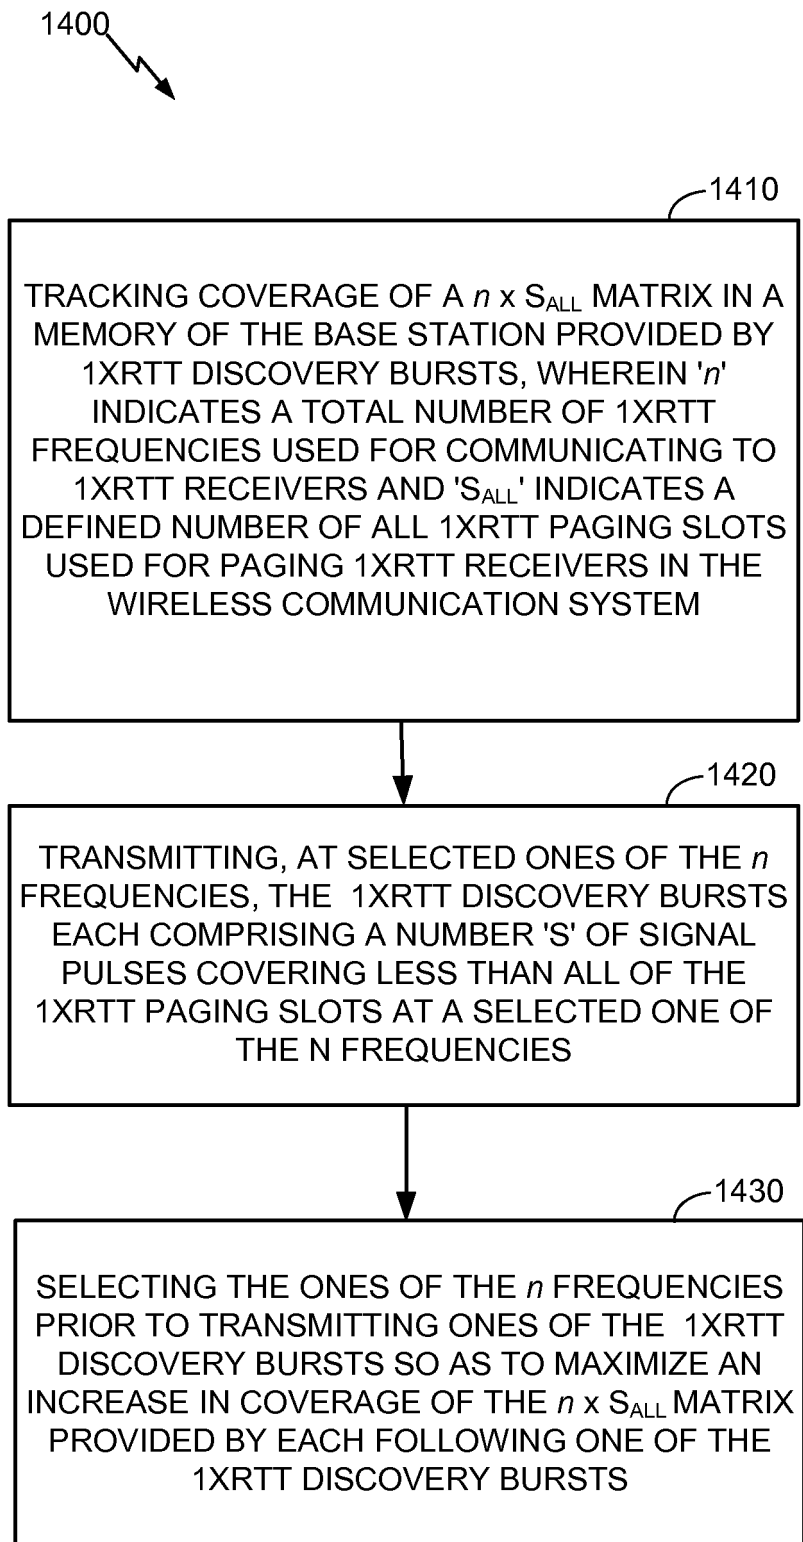 1400
1410
TRACKING COVERAGE OF A n x SALL MATRIX IN A
MEMORY OF THE BASE STATION PROVIDED BY
1XRTT DISCOVERY BURSTS, WHEREIN 'n'
INDICATES A TOTAL NUMBER OF 1XRTT
FREQUENCIES USED FOR COMMUNICATING TO
1XRTT RECEIVERS AND 'SALL' INDICATES A
DEFINED NUMBER OF ALL 1XRTT PAGING SLOTS
USED FOR PAGING 1XRTT RECEIVERS IN THE
WIRELESS COMMUNICATION SYSTEM
1420
TRANSMITTING, AT SELECTED ONES OF THE n
FREQUENCIES, THE 1XRTT DISCOVERY BURSTS
EACH COMPRISING A NUMBER 'S' OF SIGNAL
PULSES COVERING LESS THAN ALL OF THE
1XRTT PAGING SLOTS AT A SELECTED ONE OF
THE N FREQUENCIES
1430
SELECTING THE ONES OF THE n FREQUENCIES
PRIOR TO TRANSMITTING ONES OF THE 1XRTT
DISCOVERY BURSTS SO AS TO MAXIMIZE AN
INCREASE IN COVERAGE OF THE n x SALL MATRIX
PROVIDED BY EACH FOLLOWING ONE OF THE
1XRTT DISCOVERY BURSTS